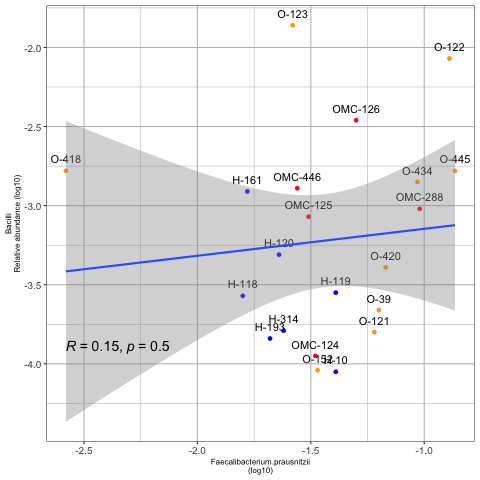 O-123
-2.0
O-122
OMC-126
-2.5
O-418
O-445
H-161
OMC-446
O-434
OMC-288
-3.0
OMC-125
H-120
O-420
H-118
H-119
-3.5
O-39
H-314
H-193
O-121
R = 0.15, p = 0.5
OMC-124
O-152
H-10
-4.0
-2.5
-2.0
-1.5
-1.0
Faecalibacterium.prausnitzii
(log10)
Bacilli
Relative abundance (log10)